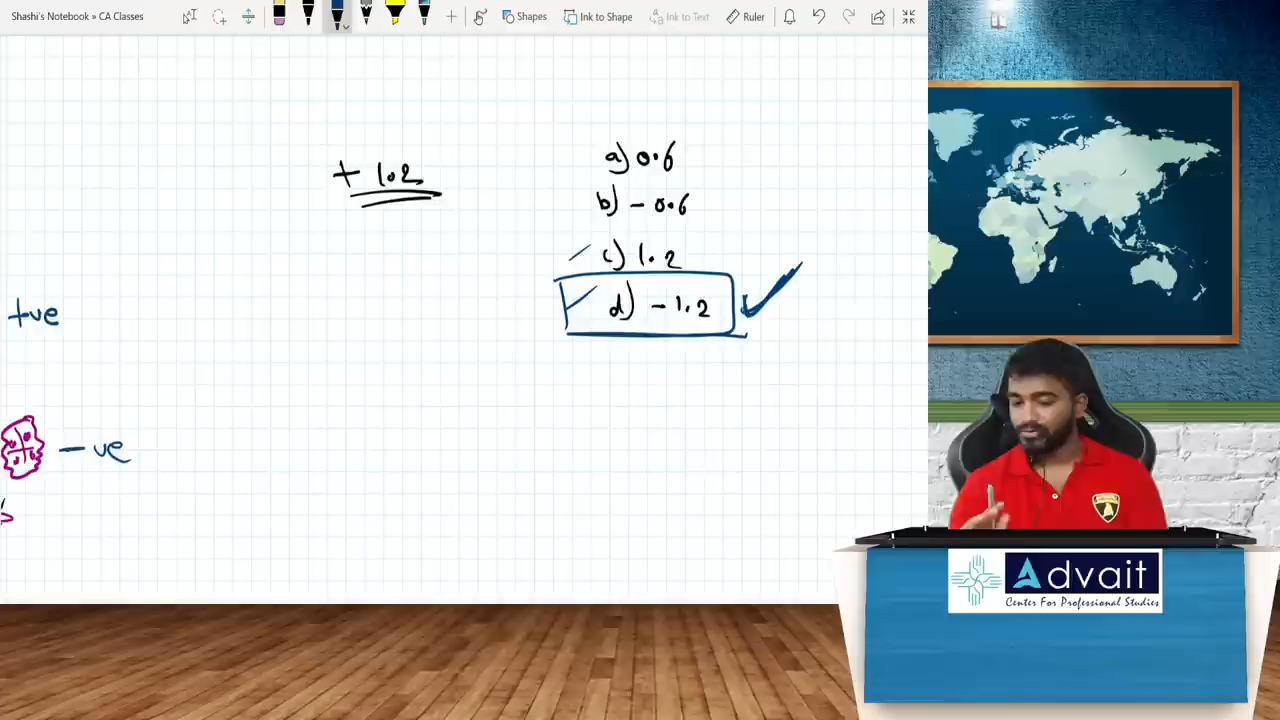 Shashi's Notebook » CA Classes
Shapes
Ink to Shape
Ink to Text
Ruler
+ 1.2
a) 0.6
b) - 0.6
c) 1.2
d) - 1.2
+ve
- ve
Advait
Center For Professional Studies